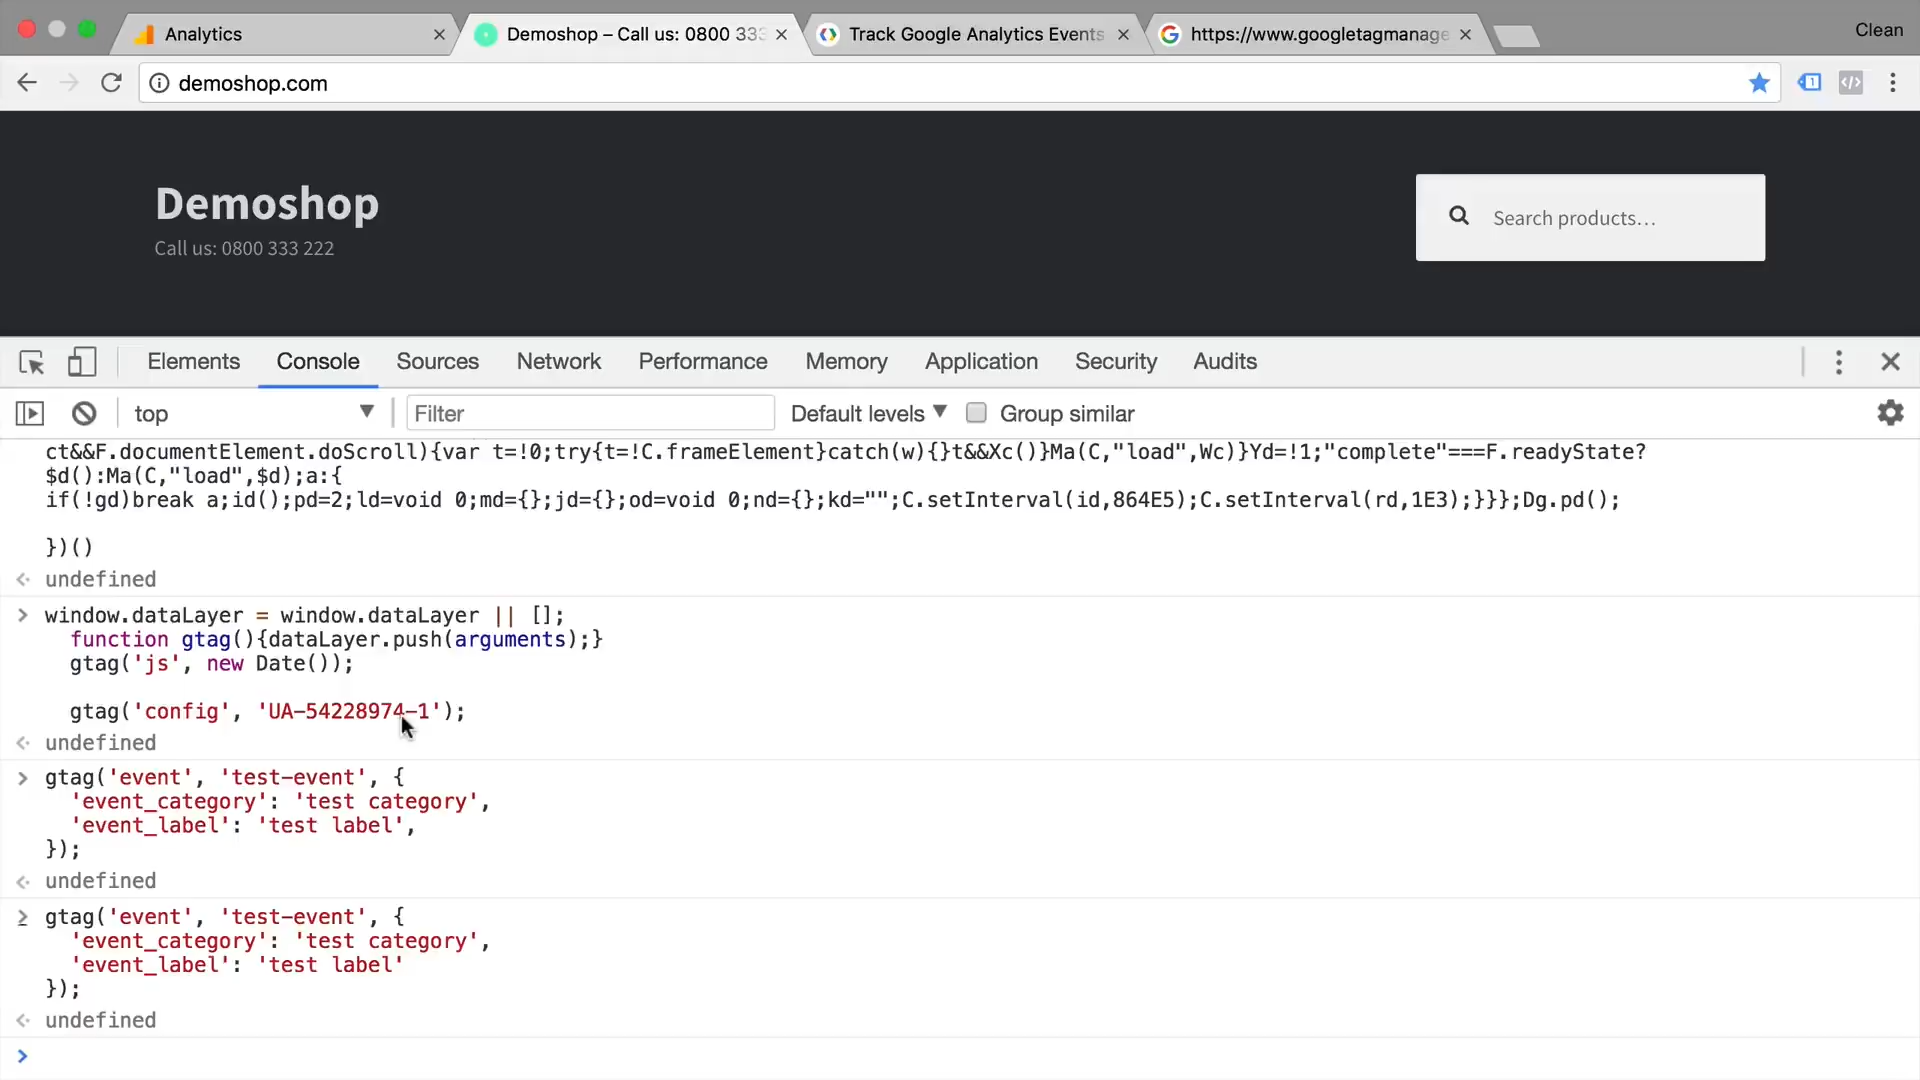 Analytics
Demoshop – Call us: 0800 333
Track Google Analytics Events
https://www.googletagmanage
Clean
demoshop.com
1
Demoshop
Call us: 0800 333 222
Search products…
Elements Console Sources Network Performance Memory Application Security Audits
top
Filter
Default levels
Group similar
ct&&F.documentElement.doScroll){var t=!0;try{t=!C.frameElement}catch(w){}t&&Xc()}Ma(C,"load",Wc)}Yd=!1;"complete"===F.readyState?
$d():Ma(C,"load",$d);a:{
if(!gd)break a;id();pd=2;ld=void 0;md={};jd={};od=void 0;nd={};kd="";C.setInterval(id,864E5);C.setInterval(rd,1E3);}}};Dg.pd();
})()
undefined
window.dataLayer = window.dataLayer || [];
function gtag(){dataLayer.push(arguments);}
gtag('js', new Date());
gtag('config', 'UA-54228974-1');
undefined
gtag('event', 'test-event', {
'event_category': 'test category',
'event_label': 'test label',
});
undefined
gtag('event', 'test-event', {
'event_category': 'test category',
'event_label': 'test label'
});
undefined